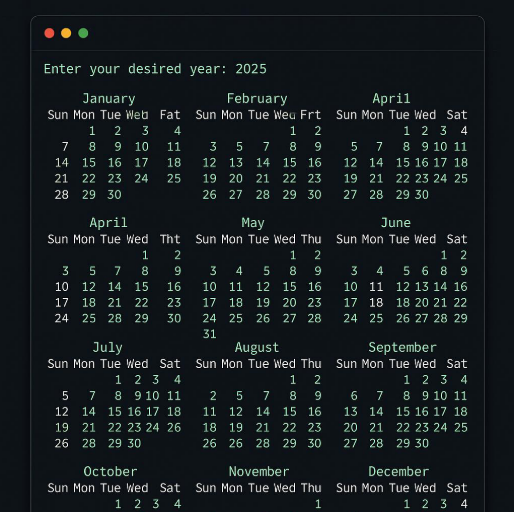 Enter your desired year: 2025
January February Apri1
Sun Mon Tue Wed Fat Sun Mon Tue Wed Frt Sun Mon Tue Wed Sat
1 2 3 4 1 2 1 2 3 4
7 8 9 10 11 3 5 7 8 9 5 7 8 9 10 11
14 15 16 17 18 12 13 14 15 16 12 15 16 17 18
21 22 23 24 25 19 20 21 22 23 19 21 22 23 24 25
28 29 30 26 27 28 29 30 27 28 29 30
April May June
Sun Mon Tue Wed Tht Sun Mon Tue Wed Thu Sun Mon Tue Wed Sat
1 2 1 2 1 2
3 5 7 8 9 3 4 5 8 9 3 4 5 6 8 9
10 12 14 15 16 10 11 12 13 14 10 11 12 13 14 16
17 18 21 22 23 17 18 19 20 23 17 18 18 20 21 22
24 25 28 29 30 24 25 26 27 28 24 25 26 27 28 29
31
July August September
Sun Mon Tue Wed Sat Sun Mon Tue Wed Thu Sun Mon Tue Wed Sat
1 2 3 4 1 2 1 2 3 4
5 7 8 9 10 11 2 5 6 7 8 6 7 8 9 10 11
12 14 15 16 17 18 11 12 14 15 16 13 14 15 16 17 18
19 21 22 23 24 26 18 19 21 22 23 20 21 22 23 24 25
26 28 29 30 26 28 28 29 30 27 28 29 30
October November December
Sun Mon Tue Wed Sat Sun Mon Tue Wed Thu Sun Mon Tue Wed Sat
1 2 3 4 1 1 2 3 4